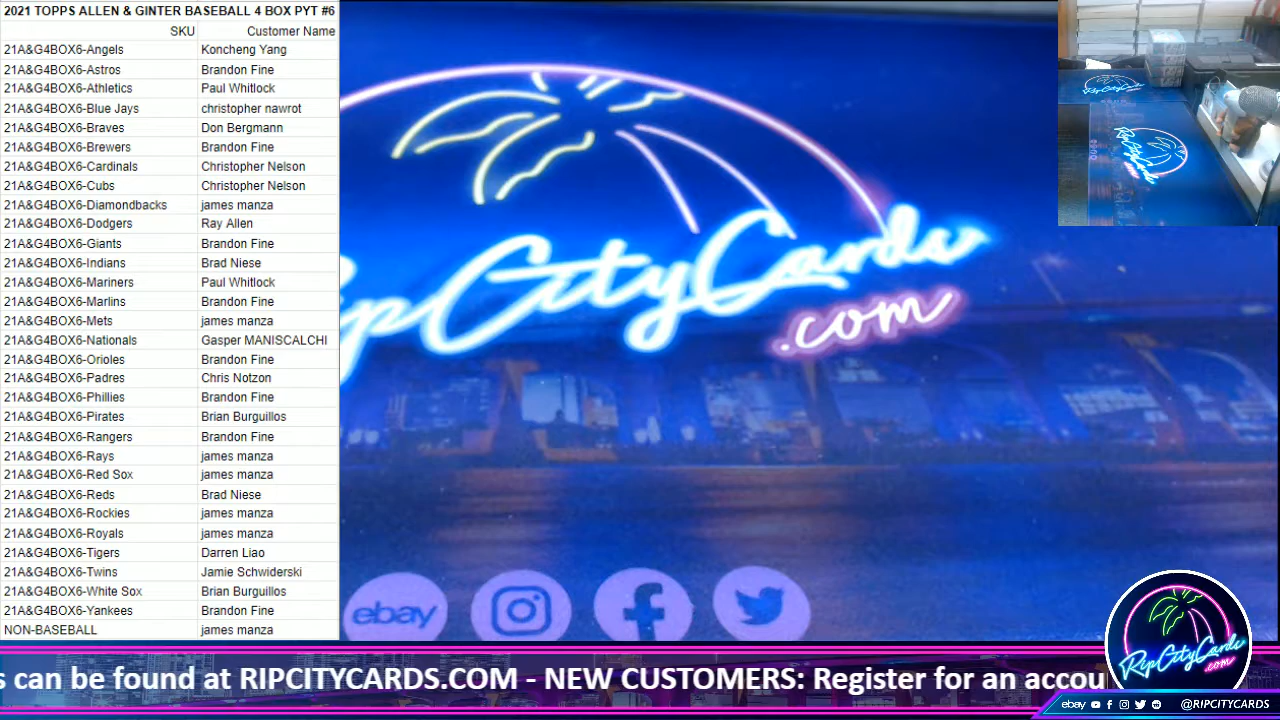 2021 TOPPS ALLEN & GINTER BASEBALL 4 BOX PYT #6
SKU Customer Name
21A&G4BOX6-Angels Koncheng Yang
21A&G4BOX6-Astros Brandon Fine
21A&G4BOX6-Athletics Paul Whitlock
21A&G4BOX6-Blue Jays christopher nawrot
21A&G4BOX6-Braves Don Bergmann
21A&G4BOX6-Brewers Brandon Fine
21A&G4BOX6-Cardinals Christopher Nelson
21A&G4BOX6-Cubs Christopher Nelson
21A&G4BOX6-Diamondbacks james manza
21A&G4BOX6-Dodgers Ray Allen
21A&G4BOX6-Giants Brandon Fine
21A&G4BOX6-Indians Brad Niese
21A&G4BOX6-Mariners Paul Whitlock
21A&G4BOX6-Marlins Brandon Fine
21A&G4BOX6-Mets james manza
21A&G4BOX6-Nationals Gasper MANISCALCHI
21A&G4BOX6-Orioles Brandon Fine
21A&G4BOX6-Padres Chris Notzon
21A&G4BOX6-Phillies Brandon Fine
21A&G4BOX6-Pirates Brian Burguillos
21A&G4BOX6-Rangers Brandon Fine
21A&G4BOX6-Rays james manza
21A&G4BOX6-Red Sox james manza
21A&G4BOX6-Reds Brad Niese
21A&G4BOX6-Rockies james manza
21A&G4BOX6-Royals james manza
21A&G4BOX6-Tigers Darren Liao
21A&G4BOX6-Twins Jamie Schwiderski
21A&G4BOX6-White Sox Brian Burguillos
21A&G4BOX6-Yankees Brandon Fine
NON-BASEBALL james manza
ipCityCards
.com
ebay
RipCityCards
RipCityCards
s can be found at RIPCITYCARDS.COM - NEW CUSTOMERS: Register for an accou
RipCityCards
.com
ebay @RIPCITYCARDS